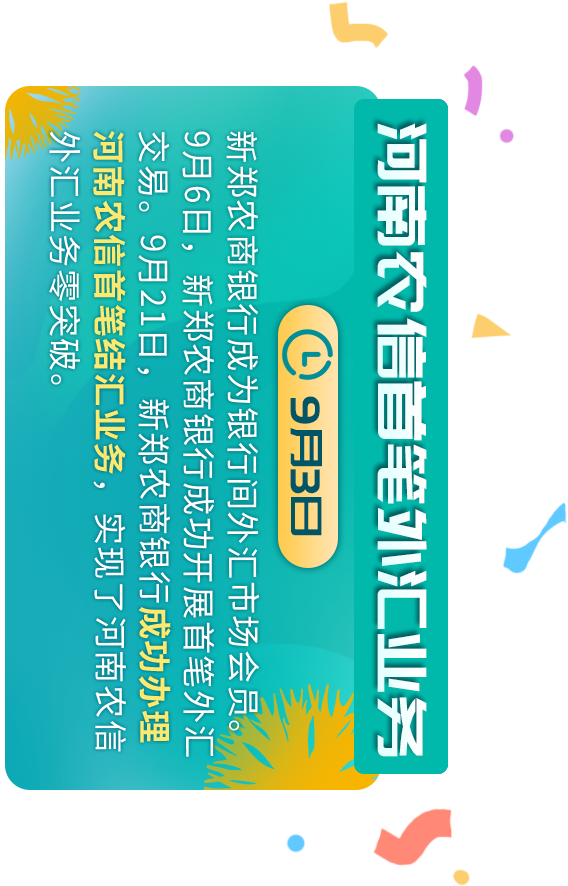 河南农信首笔外汇业务
9月3日
新郑农商银行成为银行间外汇市场会员。
9月6日，新郑农商银行成功开展首笔外汇
交易。9月21日，新郑农商银行成功办理
河南农信首笔结汇业务，实现了河南农信
外汇业务零突破。